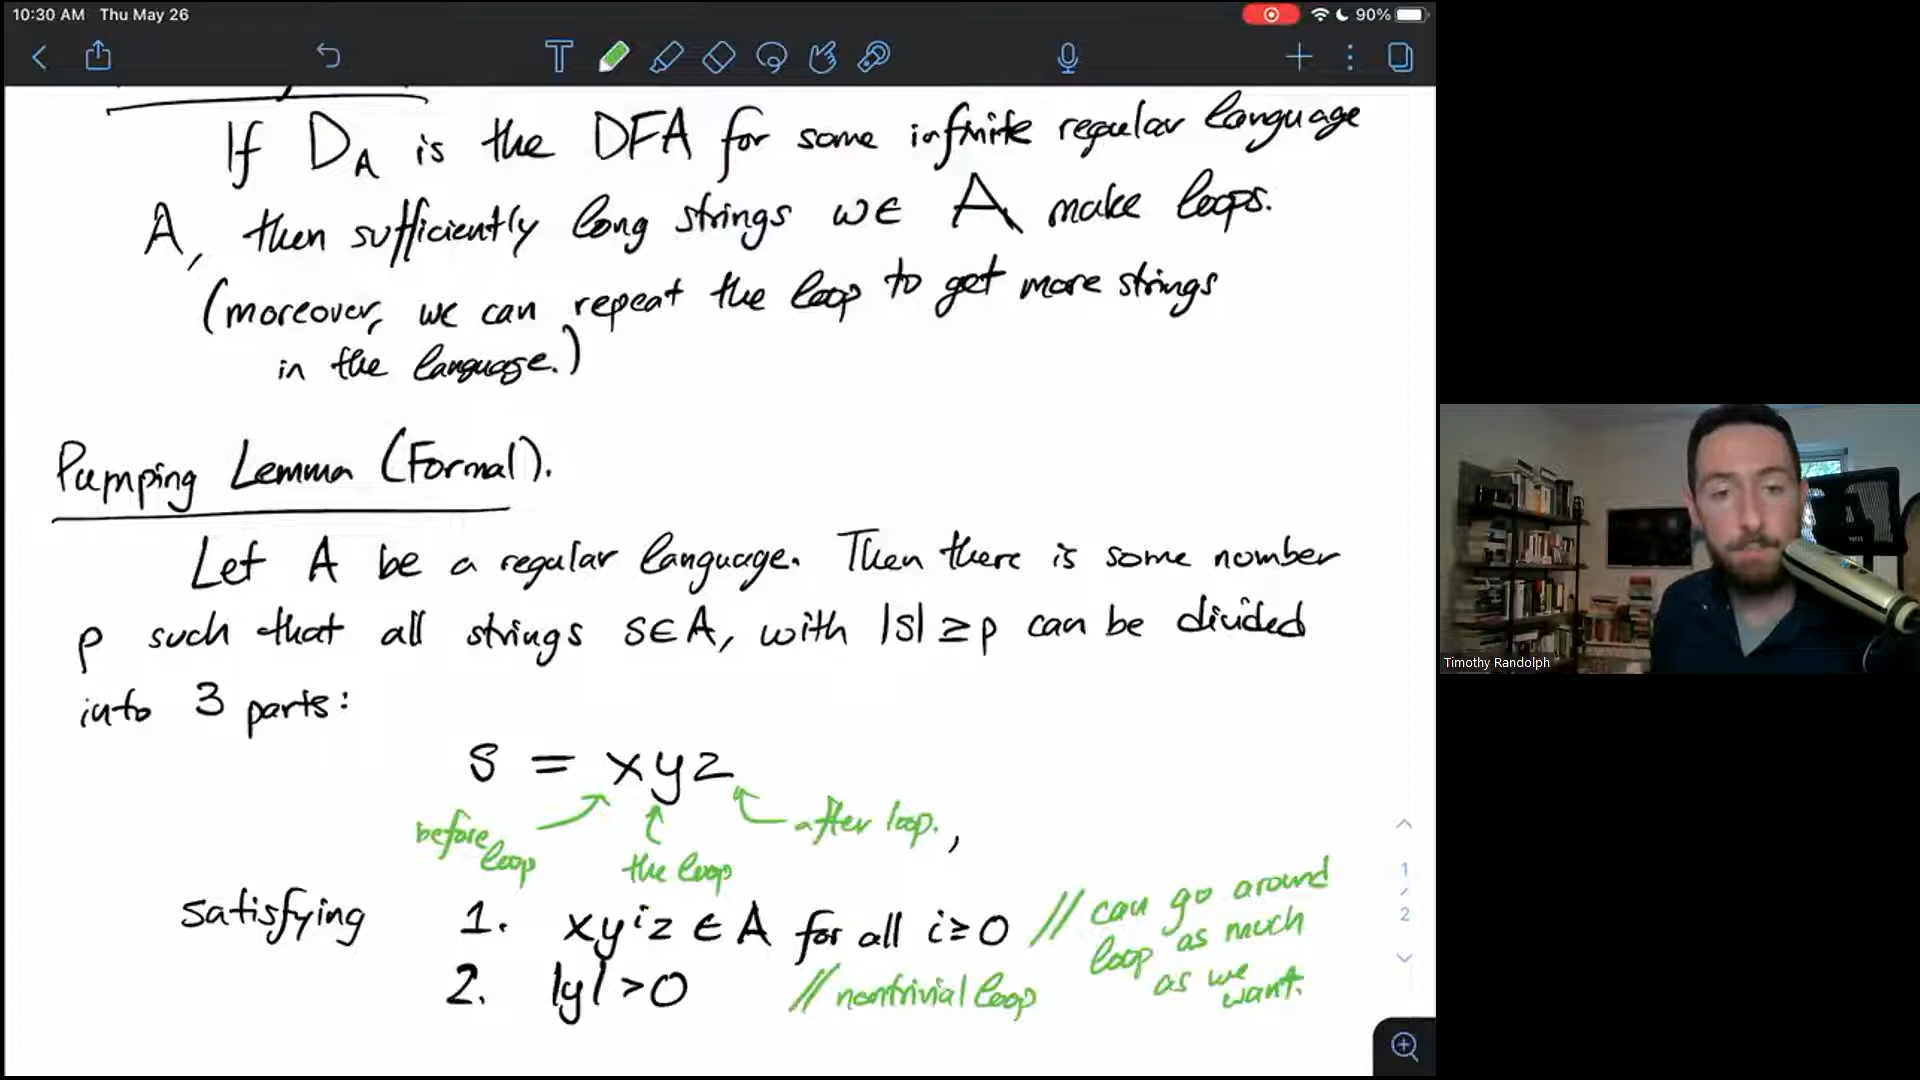 10:30 AM Thu May 26
90%
T
If D_A is the DFA for some infinite regular language
A, then sufficiently long strings w ∈ A make loops.
(moreover, we can repeat the loop to get more strings
in the language.)
Pumping Lemma (Formal).
Let A be a regular language. Then there is some number
p such that all strings s∈A, with |s| ≥ p can be divided
into 3 parts:
s = xyz
before loop
the loop
after loop.
,
satisfying 1. xyⁱz ∈ A for all i ≥ 0 // can go around loop as much as we want.
2. |y| > 0 // nontrivial loop
1
2
Timothy Randolph